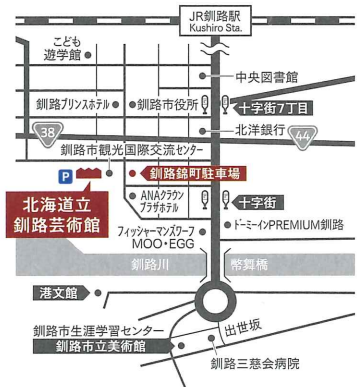 JR釧路駅
Kushiro Sta.
こども
遊学館
中央図書館
釧路プリンスホテル
釧路市役所
十字街7丁目
38
北洋銀行
44
釧路市観光国際交流センター
P
釧路錦町駐車場
北海道立
釧路芸術館
ANAクラウン
プラザホテル
十字街
フィッシャーマンズワーフ
MOO・EGG
ドーミーインPREMIUM釧路
釧路川
幣舞橋
港文館
出世坂
釧路市生涯学習センター
釧路市立美術館
釧路三慈会病院